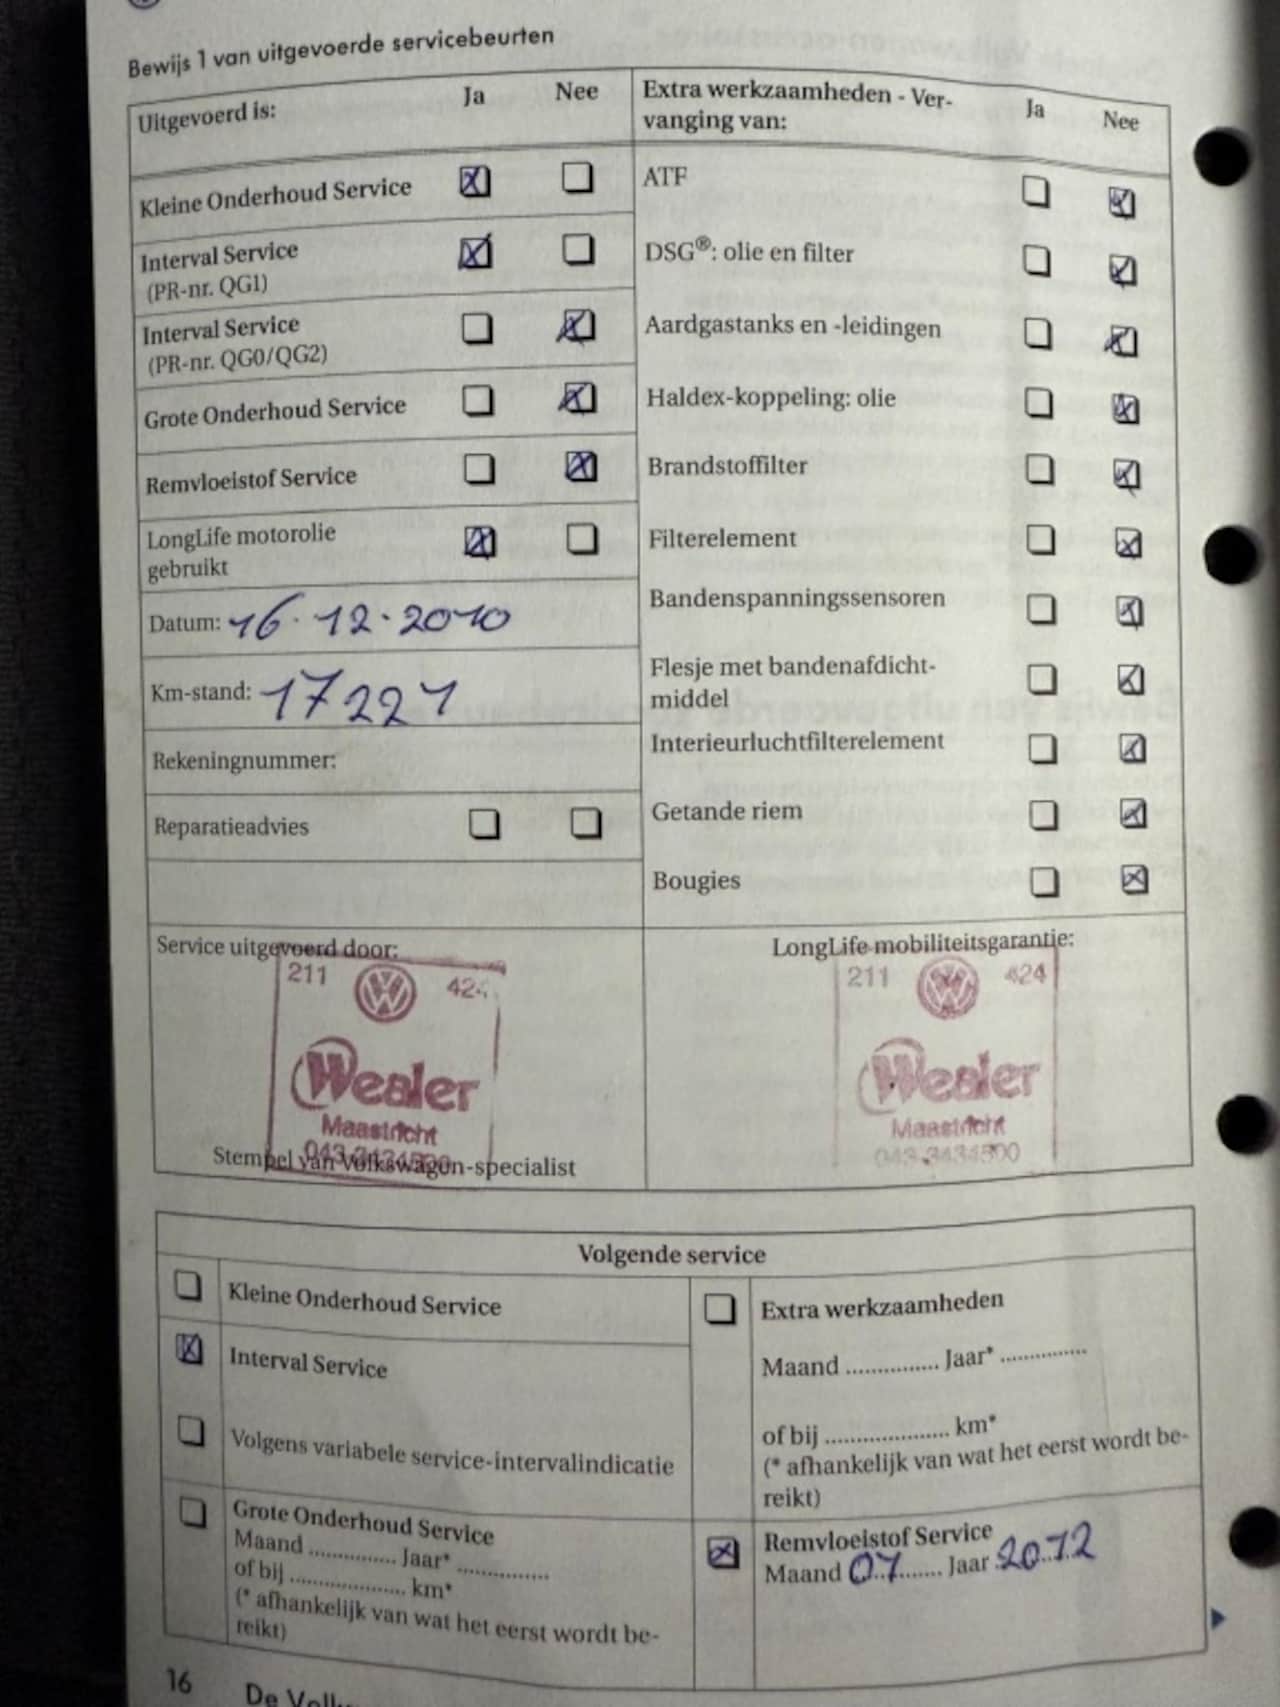 Bewijs 1 van uitgevoerde servicebeurten
Uitgevoerd is: Ja Nee
Kleine Onderhoud Service
Interval Service
(PR-nr. QG1)
Interval Service
(PR-nr. QG0/QG2)
Grote Onderhoud Service
Remvloeistof Service
LongLife motorolie
gebruikt
Datum: 16.12.2010
Km-stand: 17221
Rekeningnummer:
Reparatieadvies
Extra werkzaamheden - Ver-
vanging van: Ja Nee
ATF
DSG®: olie en filter
Aardgastanks en -leidingen
Haldex-koppeling: olie
Brandstoffilter
Filterelement
Bandenspanningssensoren
Flesje met bandenafdicht-
middel
Interieurluchtfilterelement
Getande riem
Bougies
Service uitgevoerd door:
211 424
Wealer
Maastricht
043-3434500
Stempel van Volkswagen-specialist
LongLife mobiliteitsgarantie:
211 424
Wealer
Maastricht
043-3434500
Volgende service
Kleine Onderhoud Service
Interval Service
Volgens variabele service-intervalindicatie
Grote Onderhoud Service
Maand ............... Jaar* ...............
of bij .................... km*
(* afhankelijk van wat het eerst wordt be-
reikt)
Extra werkzaamheden
Maand ............... Jaar* ..............
of bij ..................... km*
(* afhankelijk van wat het eerst wordt be-
reikt)
Remvloeistof Service
Maand 07 Jaar 2012
16 De